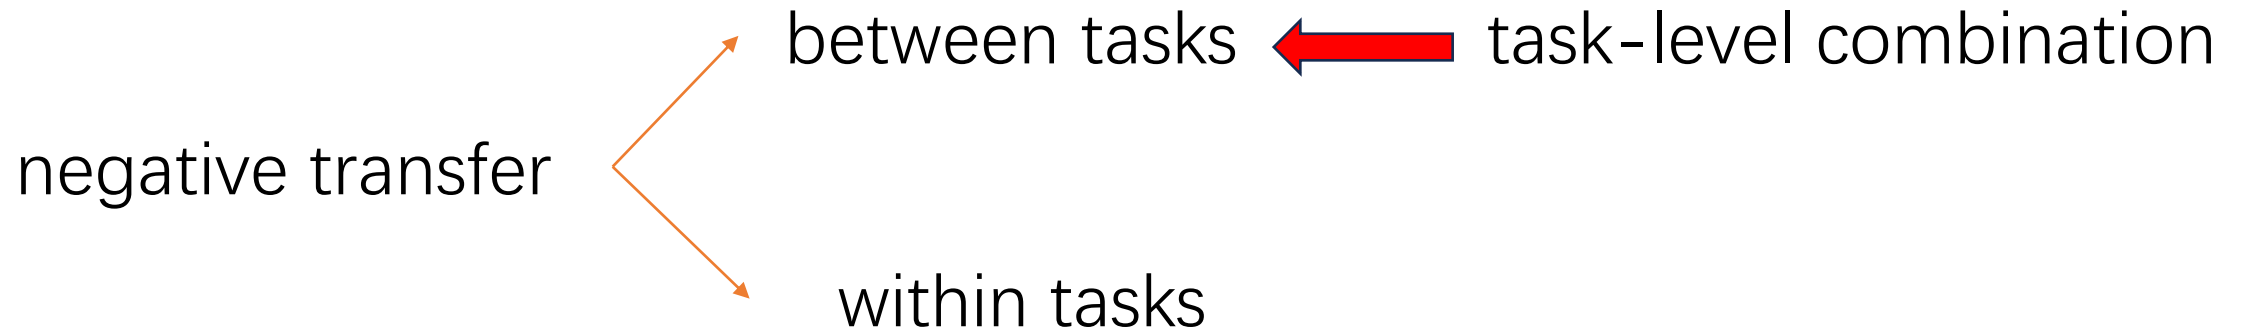 between tasks
task-level combination
negative transfer
within tasks